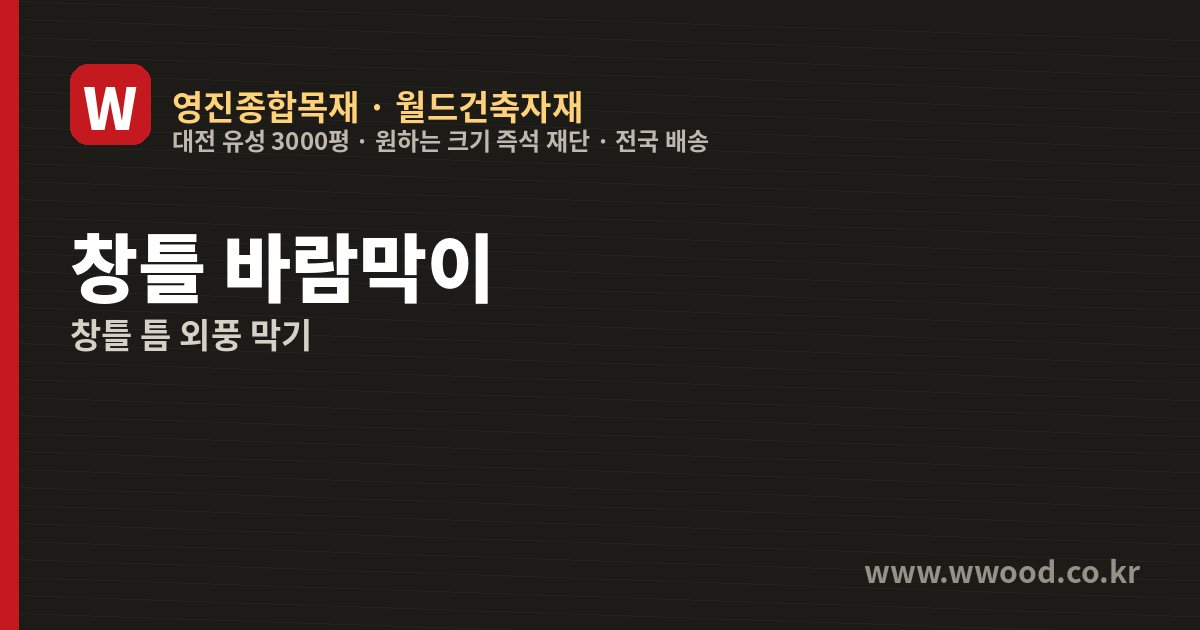 W
영진종합목재 · 월드건축자재
대전 유성 3000평 · 원하는 크기 즉석 재단 · 전국 배송
창틀 바람막이
창틀 틈 외풍 막기
www.wwood.co.kr